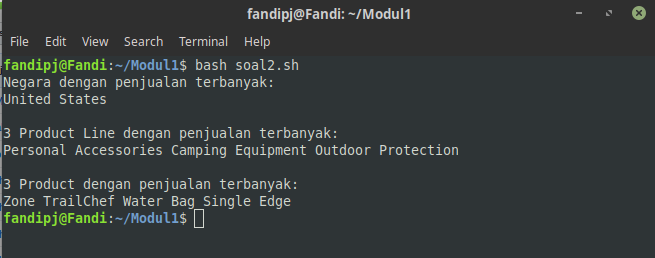 fandipj@Fandi: ~/Modul1
File Edit View Search Terminal Help
fandipj@Fandi:~/Modul1$ bash soal2.sh
Negara dengan penjualan terbanyak:
United States
3 Product Line dengan penjualan terbanyak:
Personal Accessories Camping Equipment Outdoor Protection
3 Product dengan penjualan terbanyak:
Zone TrailChef Water Bag Single Edge
fandipj@Fandi:~/Modul1$